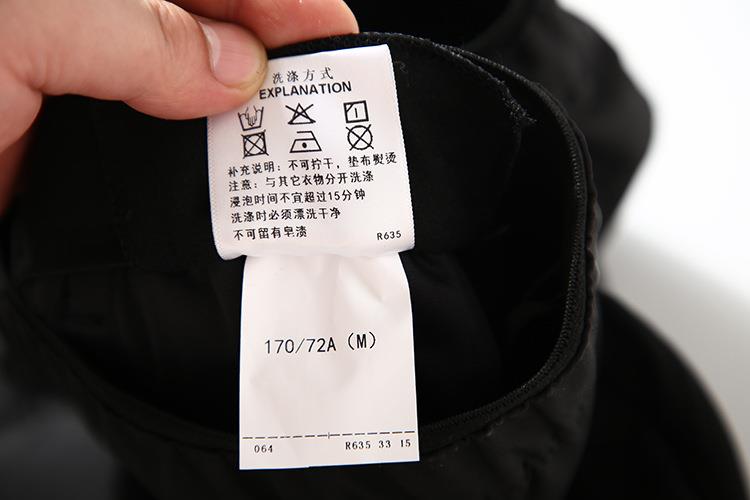 洗涤方式
EXPLANATION
补充说明：不可拧干，垫布熨烫
注意：与其它衣物分开洗涤
浸泡时间不宜超过15分钟
洗涤时必须漂洗干净
不可留有皂渍
R635
170/72A (M)
064 R635 33 15